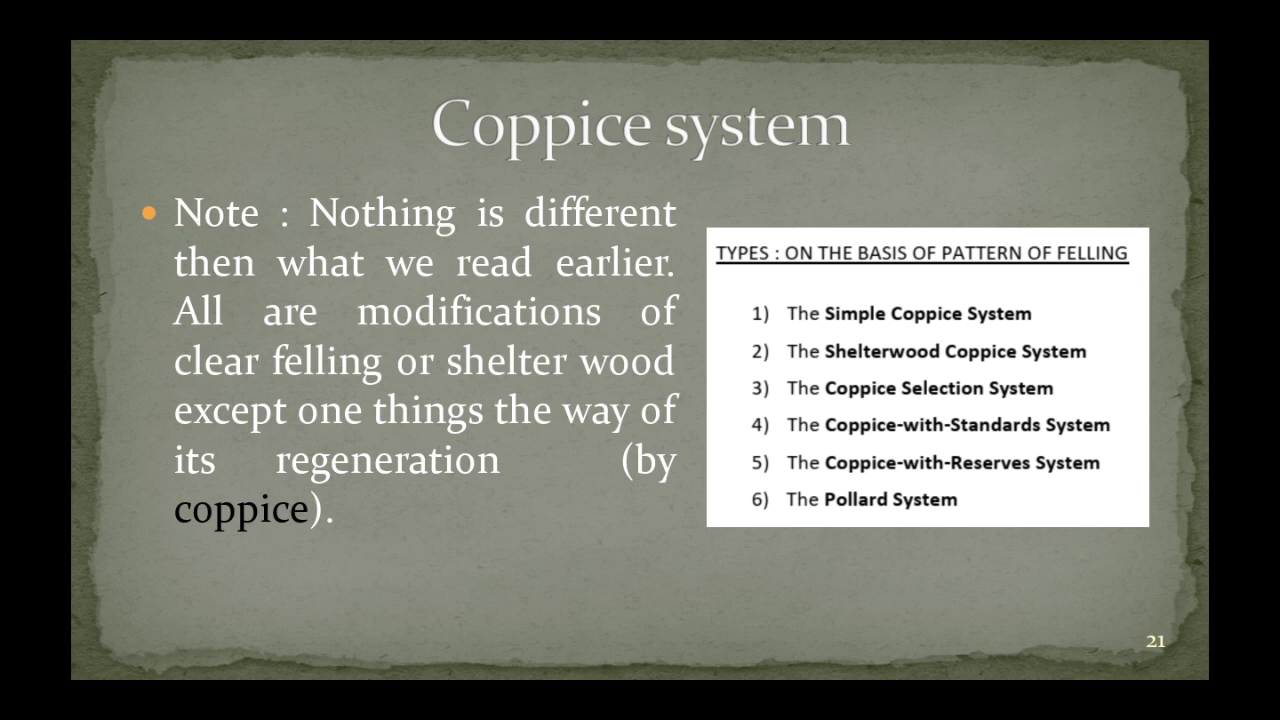 Coppice system
Note : Nothing is different
then what we read earlier.
All are modifications of
clear felling or shelter wood
except one things the way of
its regeneration (by
coppice).
TYPES : ON THE BASIS OF PATTERN OF FELLING
1) The Simple Coppice System
2) The Shelterwood Coppice System
3) The Coppice Selection System
4) The Coppice-with-Standards System
5) The Coppice-with-Reserves System
6) The Pollard System
21